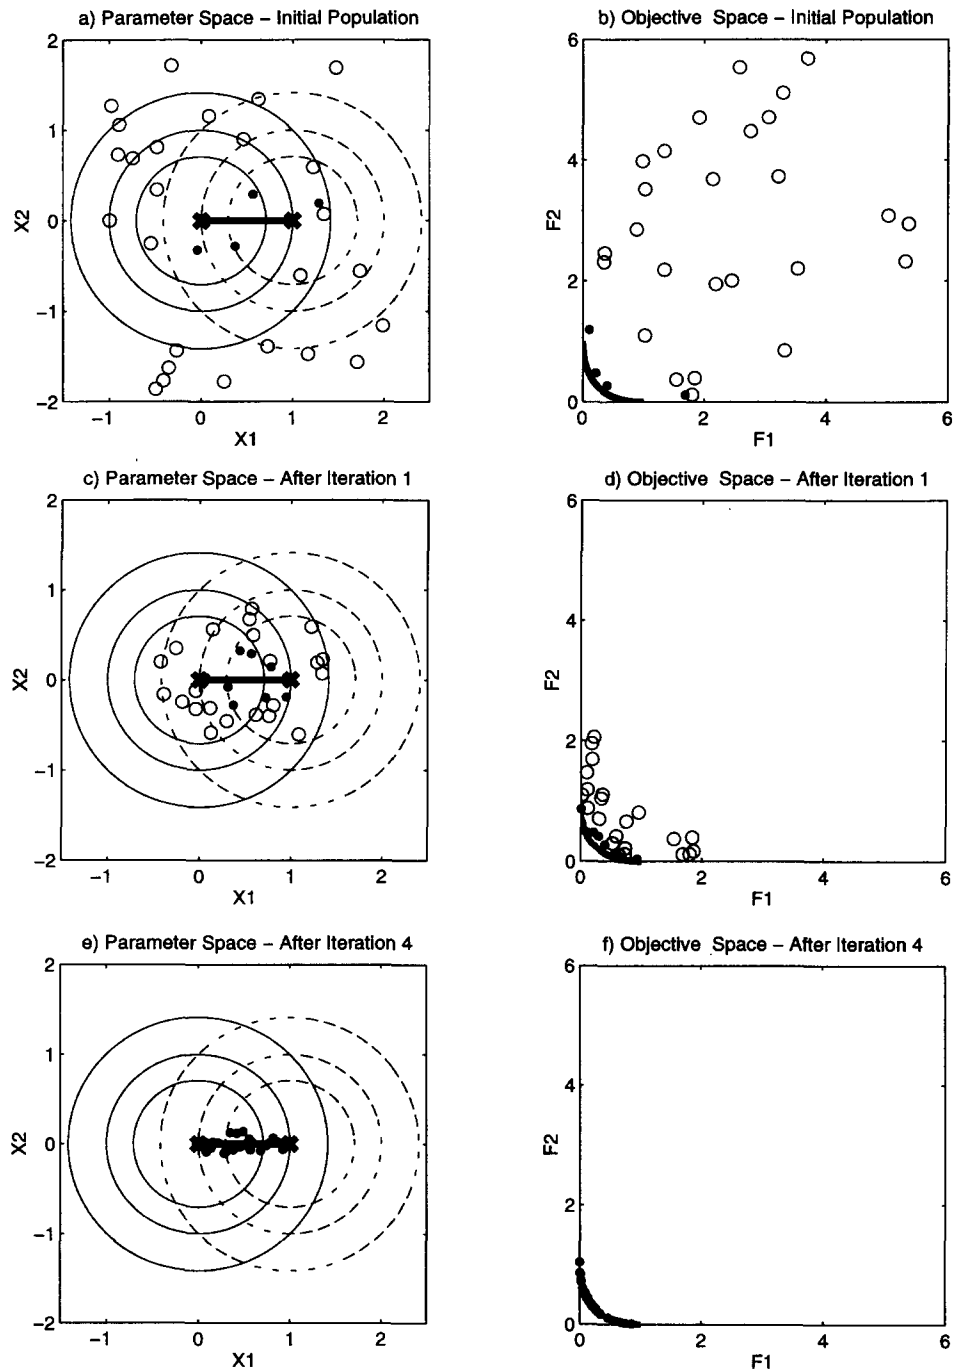 a) Parameter Space – Initial Population
2
1
0
−1
−2
X2
−1
0
1
2
X1
b) Objective Space – Initial Population
6
4
2
0
F2
0
2
4
6
F1
c) Parameter Space – After Iteration 1
2
1
0
−1
−2
X2
−1
0
1
2
X1
d) Objective Space – After Iteration 1
6
4
2
0
F2
0
2
4
6
F1
e) Parameter Space – After Iteration 4
2
1
0
−1
−2
X2
−1
0
1
2
X1
f) Objective Space – After Iteration 4
6
4
2
0
F2
0
2
4
6
F1